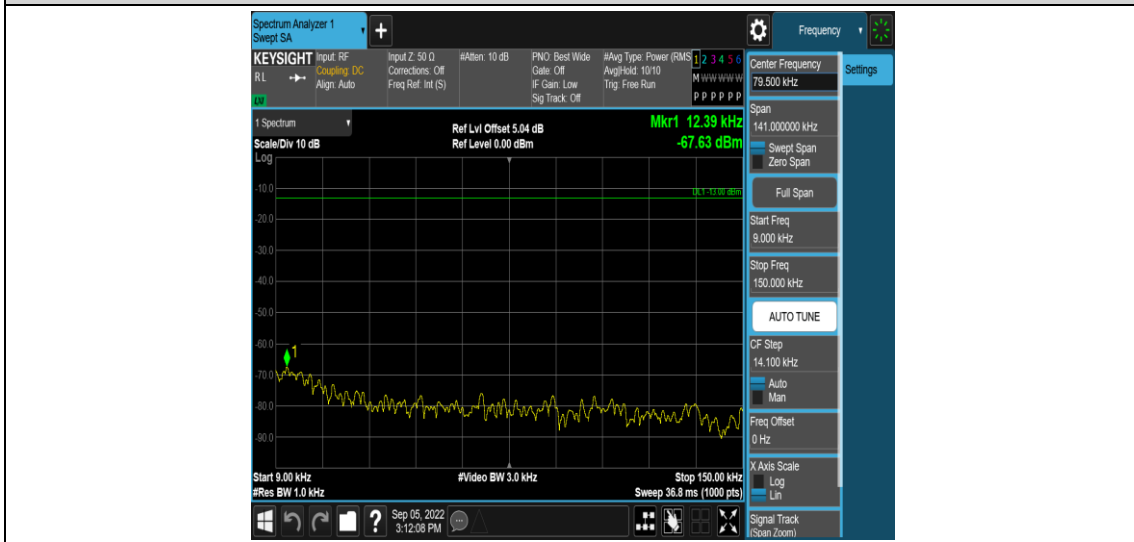 Spectrum Analyzer 1
Swept SA
+
Frequency
KEYSIGHT
RL
Input: RF
Coupling: DC
Align: Auto
Input Z: 50 Ω
Corrections: Off
Freq Ref: Int (S)
#Atten: 10 dB
PNO: Best Wide
Gate: Off
IF Gain: Low
Sig Track: Off
#Avg Type: Power (RMS
Avg|Hold: 10/10
Trig: Free Run
1 2 3 4 5 6
M W W W W W
P P P P P P
1 Spectrum
Scale/Div 10 dB
Log
Ref Lvl Offset 5.04 dB
Ref Level 0.00 dBm
Mkr1 12.39 kHz
-67.63 dBm
DL1 -13.00 dBm
-10.0
-20.0
-30.0
-40.0
-50.0
-60.0
1
-70.0
-80.0
-90.0
Start 9.00 kHz
#Res BW 1.0 kHz
#Video BW 3.0 kHz
Stop 150.00 kHz
Sweep 36.8 ms (1000 pts)
Center Frequency
79.500 kHz
Settings
Span
141.000000 kHz
Swept Span
Zero Span
Full Span
Start Freq
9.000 kHz
Stop Freq
150.000 kHz
AUTO TUNE
CF Step
14.100 kHz
Auto
Man
Freq Offset
0 Hz
X Axis Scale
Log
Lin
Signal Track
(Span Zoom)
?
Sep 05, 2022
3:12:08 PM